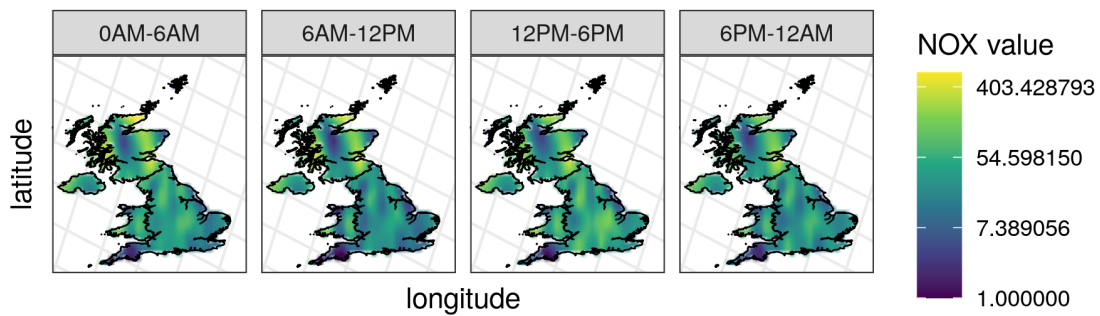 0AM-6AM
6AM-12PM
12PM-6PM
6PM-12AM
latitude
longitude
NOX value
403.428793
54.598150
7.389056
1.000000